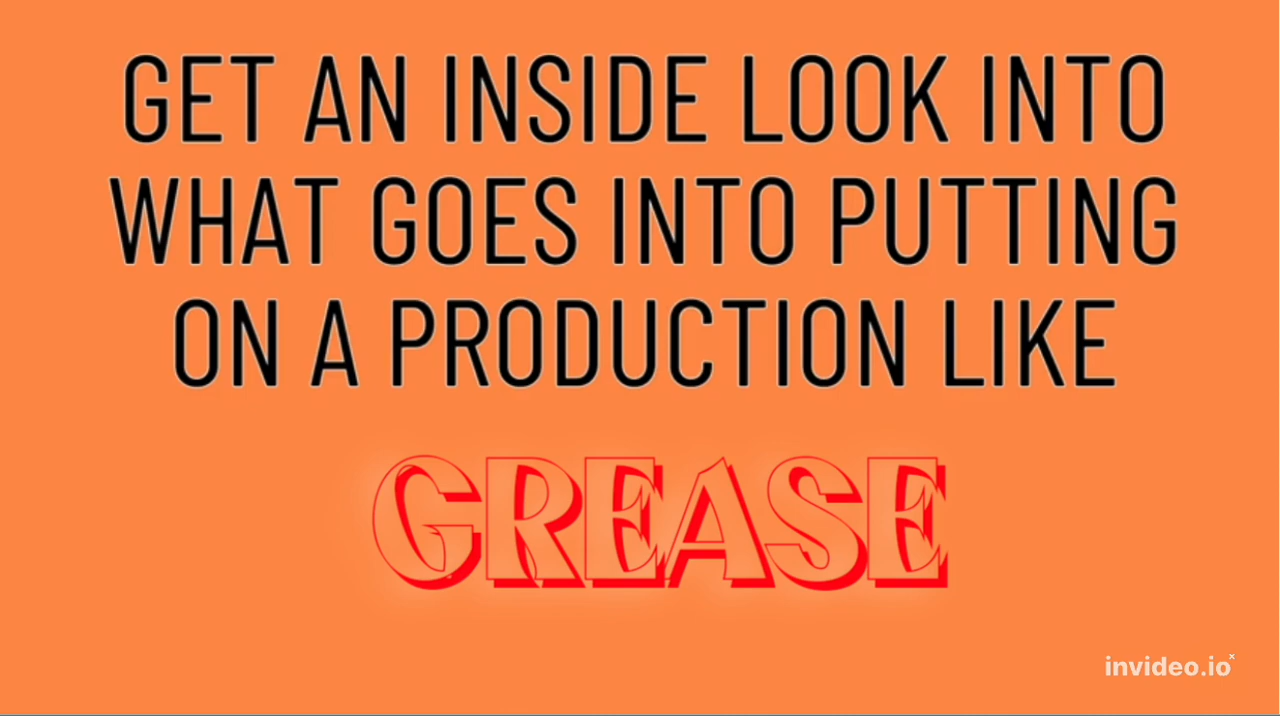 GET AN INSIDE LOOK INTO
WHAT GOES INTO PUTTING
ON A PRODUCTION LIKE
GREASE
invideo.io